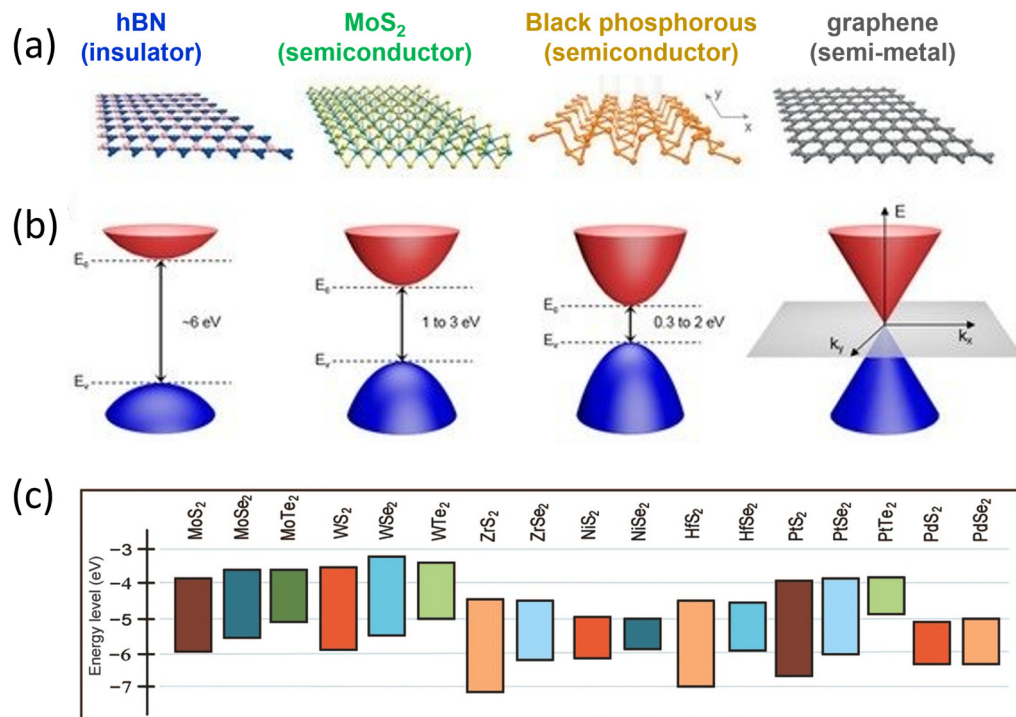 (a)
hBN
(insulator)
MoS2
(semiconductor)
Black phosphorous
(semiconductor)
graphene
(semi-metal)
y
x
(b)
Ec
~6 eV
Ev
Ec
1 to 3 eV
Ev
Ec
0.3 to 2 eV
Ev
E
kx
ky
(c)
MoS2
MoSe2
MoTe2
WS2
WSe2
WTe2
ZrS2
ZrSe2
NiS2
NiSe2
HfS2
HfSe2
PtS2
PtSe2
PtTe2
PdS2
PdSe2
Energy level (eV)
−3
−4
−5
−6
−7